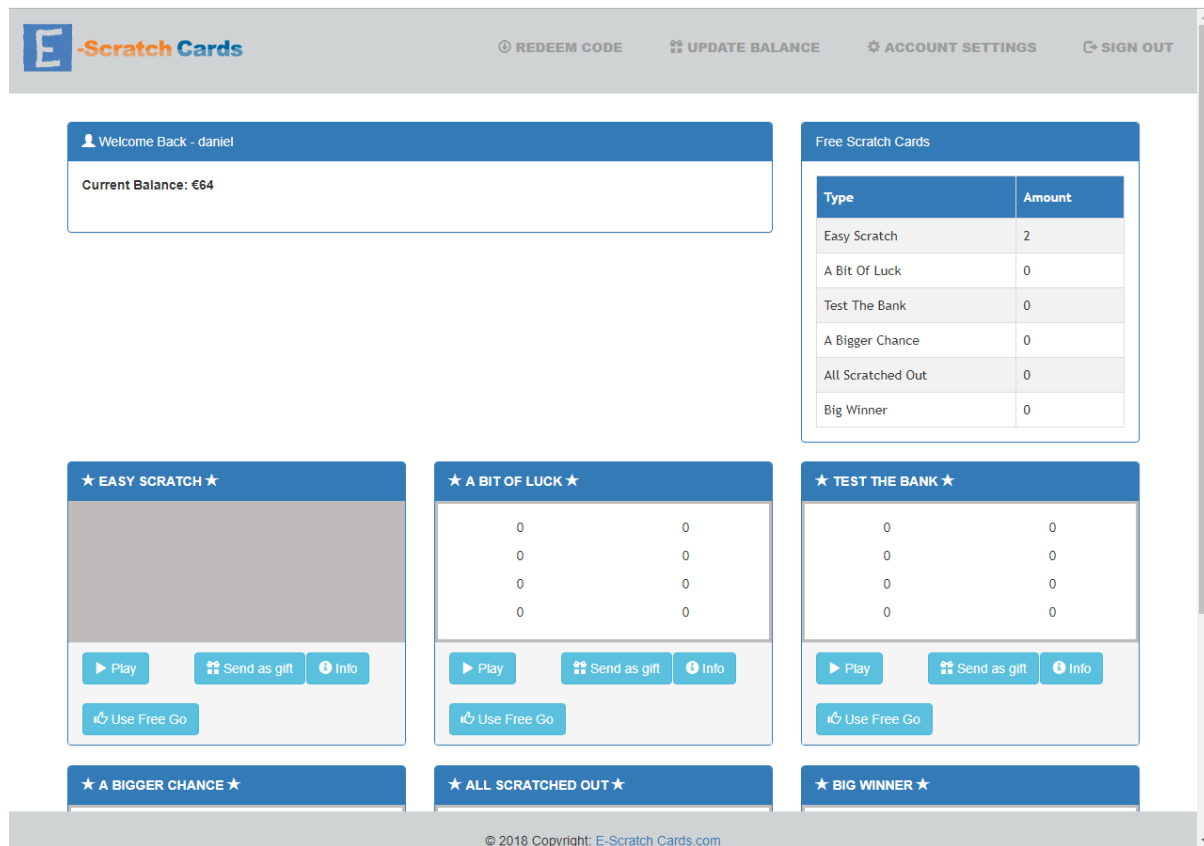 E-Scratch Cards
REDEEM CODE UPDATE BALANCE ACCOUNT SETTINGS SIGN OUT
Welcome Back - daniel
Current Balance: €64
Free Scratch Cards
Type Amount
Easy Scratch 2
A Bit Of Luck 0
Test The Bank 0
A Bigger Chance 0
All Scratched Out 0
Big Winner 0
★ EASY SCRATCH ★
Play Send as gift Info
Use Free Go
★ A BIT OF LUCK ★
0 0
0 0
0 0
0 0
Play Send as gift Info
Use Free Go
★ TEST THE BANK ★
0 0
0 0
0 0
0 0
Play Send as gift Info
Use Free Go
★ A BIGGER CHANCE ★
★ ALL SCRATCHED OUT ★
★ BIG WINNER ★
© 2018 Copyright: E-Scratch Cards.com